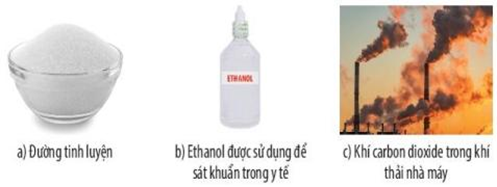 ETHANOL
a) Đường tinh luyện
b) Ethanol được sử dụng để
sát khuẩn trong y tế
c) Khí carbon dioxide trong khí
thải nhà máy